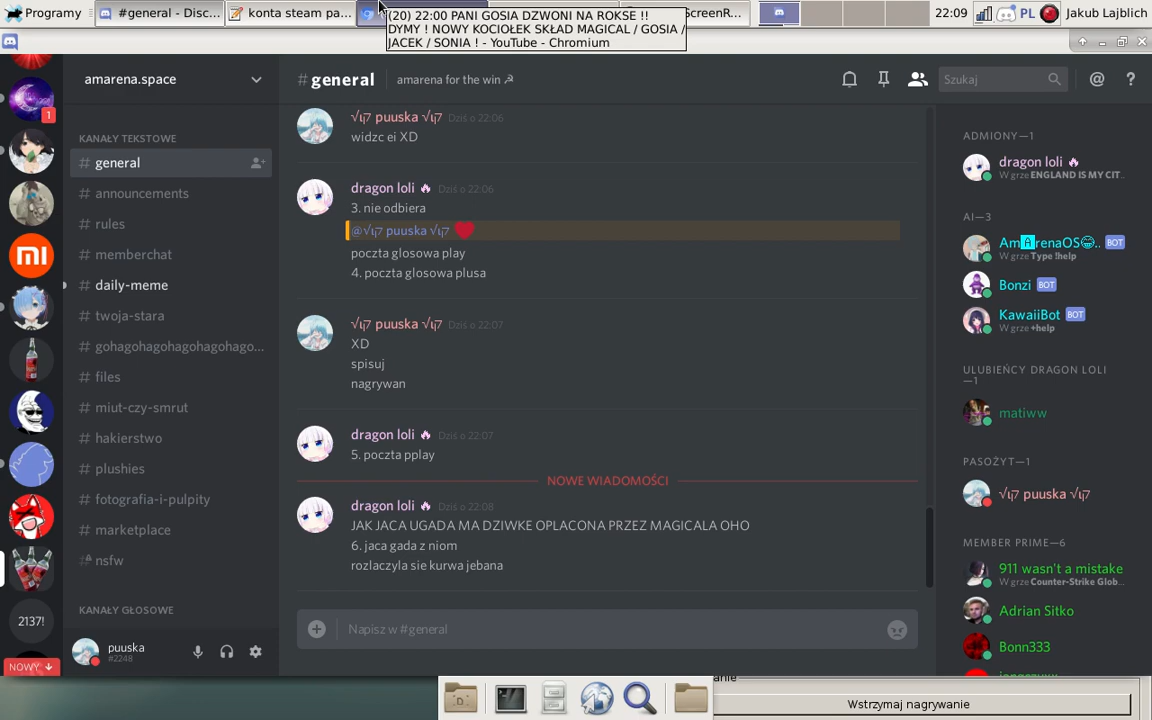 Programy
#general - Disc...
konta steam pa...
ScreenR...
22:09
PL
Jakub Lajblich
(20) 22:00 PANI GOSIA DZWONI NA ROKSE !!
DYMY ! NOWY KOCIOŁEK SKŁAD MAGICAL / GOSIA /
JACEK / SONIA ! - YouTube - Chromium
amarena.space
# general
amarena for the win
Szukaj
@
?
1
KANAŁY TEKSTOWE
# general
# announcements
# rules
# memberchat
# daily-meme
# twoja-stara
# gohagohagohagohagohago...
# files
# miut-czy-smrut
# hakierstwo
# plushies
# fotografia-i-pulpity
# marketplace
nsfw
KANAŁY GŁOSOWE
mi
2137!
NOWY
puuska
#2248
puuska
Dziś o 22:06
widzc ei XD
dragon loli
Dziś o 22:06
3. nie odbiera
puuska
poczta glosowa play
4. poczta glosowa plusa
puuska
Dziś o 22:07
XD
spisuj
nagrywan
dragon loli
Dziś o 22:07
5. poczta pplay
NOWE WIADOMOŚCI
dragon loli
Dziś o 22:08
JAK JACA UGADA MA DZIWKE OPLACONA PRZEZ MAGICALA OHO
6. jaca gada z niom
rozlaczyla sie kurwa jebana
Napisz w #general
ADMIONY—1
dragon loli
W grze ENGLAND IS MY CIT...
AI—3
AmArenaOS.. BOT
W grze Type !help
Bonzi BOT
KawaiiBot BOT
W grze +help
ULUBIEŃCY DRAGON LOLI
—1
matiww
PASOŻYT—1
puuska
MEMBER PRIME—6
911 wasn't a mistake
W grze Counter-Strike Glob...
Adrian Sitko
Bonn333
Wstrzymaj nagrywanie